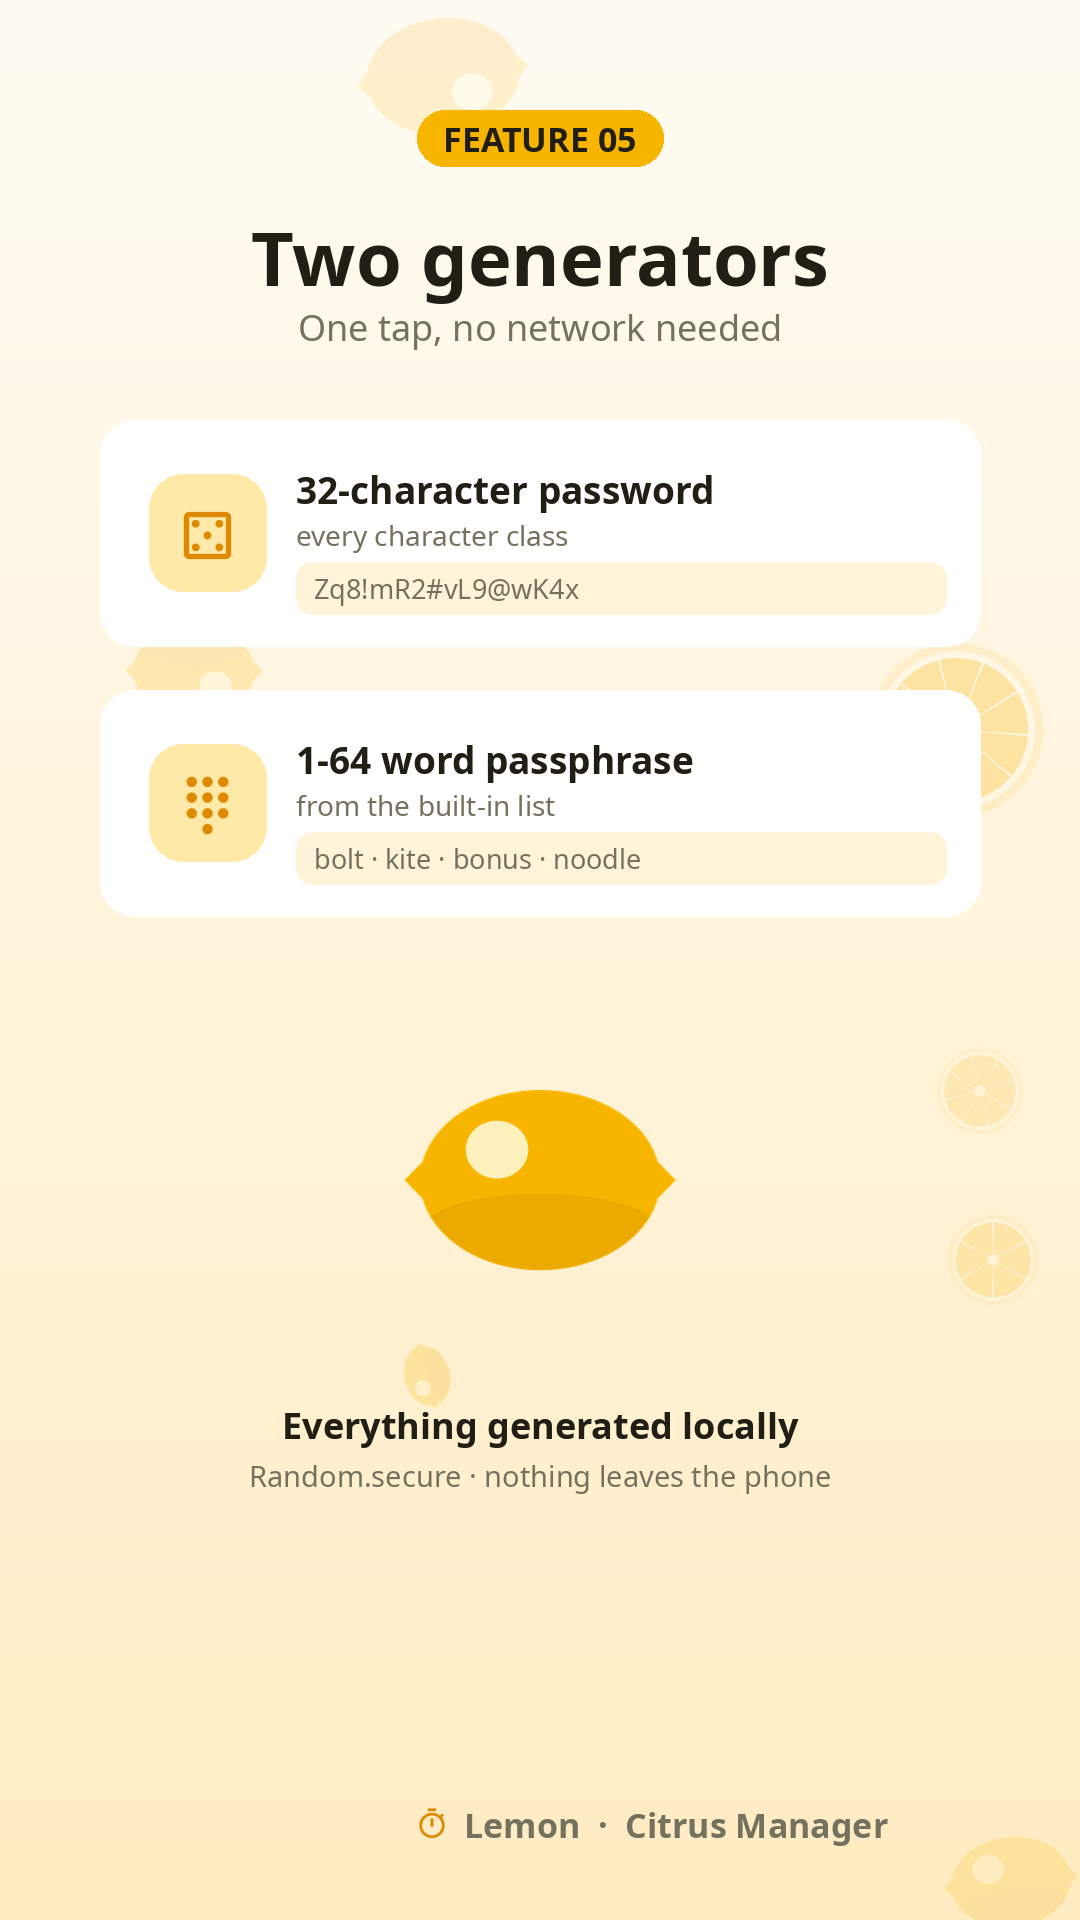 FEATURE 05
Two generators
One tap, no network needed
32-character password
every character class
Zq8!mR2#vL9@wK4x
1-64 word passphrase
from the built-in list
bolt · kite · bonus · noodle
Everything generated locally
Random.secure · nothing leaves the phone
Lemon · Citrus Manager